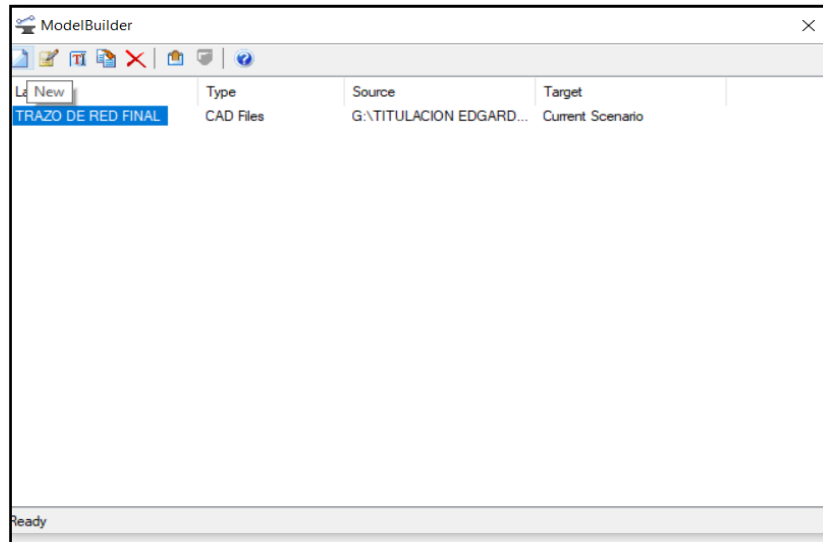 ModelBuilder
New
La Type Source Target
TRAZO DE RED FINAL CAD Files G:\TITULACION EDGARD... Current Scenario
Ready